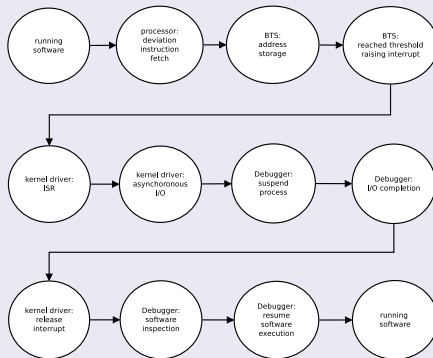 running
software
processor:
deviation
instruction
fetch
BTS:
address
storage
BTS:
reached threshold
raising interrupt
kernel driver:
ISR
kernel driver:
asynchoronous
I/O
Debugger:
suspend
process
Debugger:
I/O completion
kernel driver:
release
interrupt
Debugger:
software
inspection
Debugger:
resume
software
execution
running
software